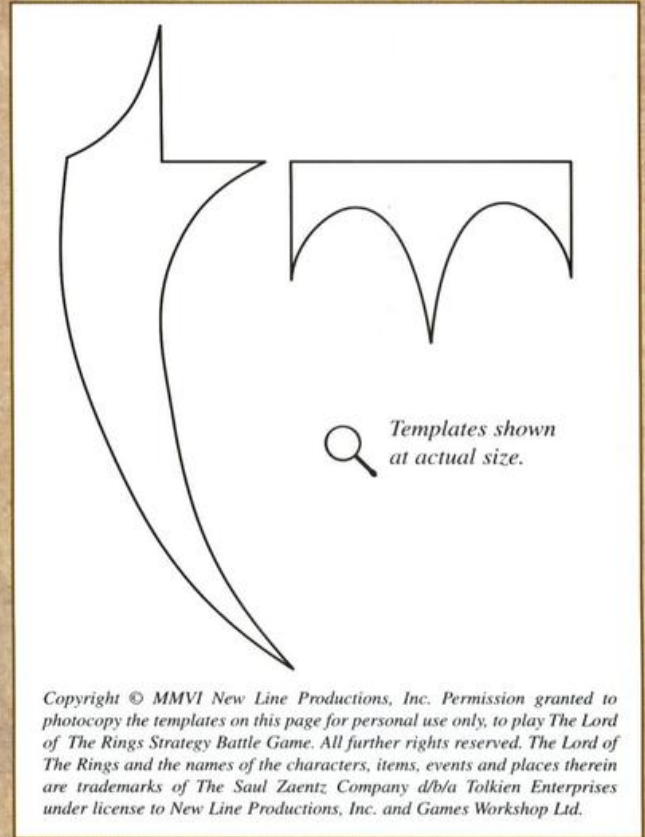 Templates shown
at actual size.
Copyright © MMVI New Line Productions, Inc. Permission granted to
photocopy the templates on this page for personal use only, to play The Lord
of The Rings Strategy Battle Game. All further rights reserved. The Lord of
The Rings and the names of the characters, items, events and places therein
are trademarks of The Saul Zaentz Company d/b/a Tolkien Enterprises
under license to New Line Productions, Inc. and Games Workshop Ltd.